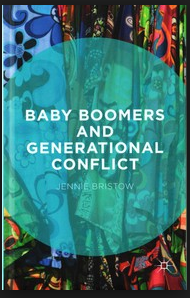 BABY BOOMERS
AND
GENERATIONAL
CONFLICT
JENNIE BRISTOW